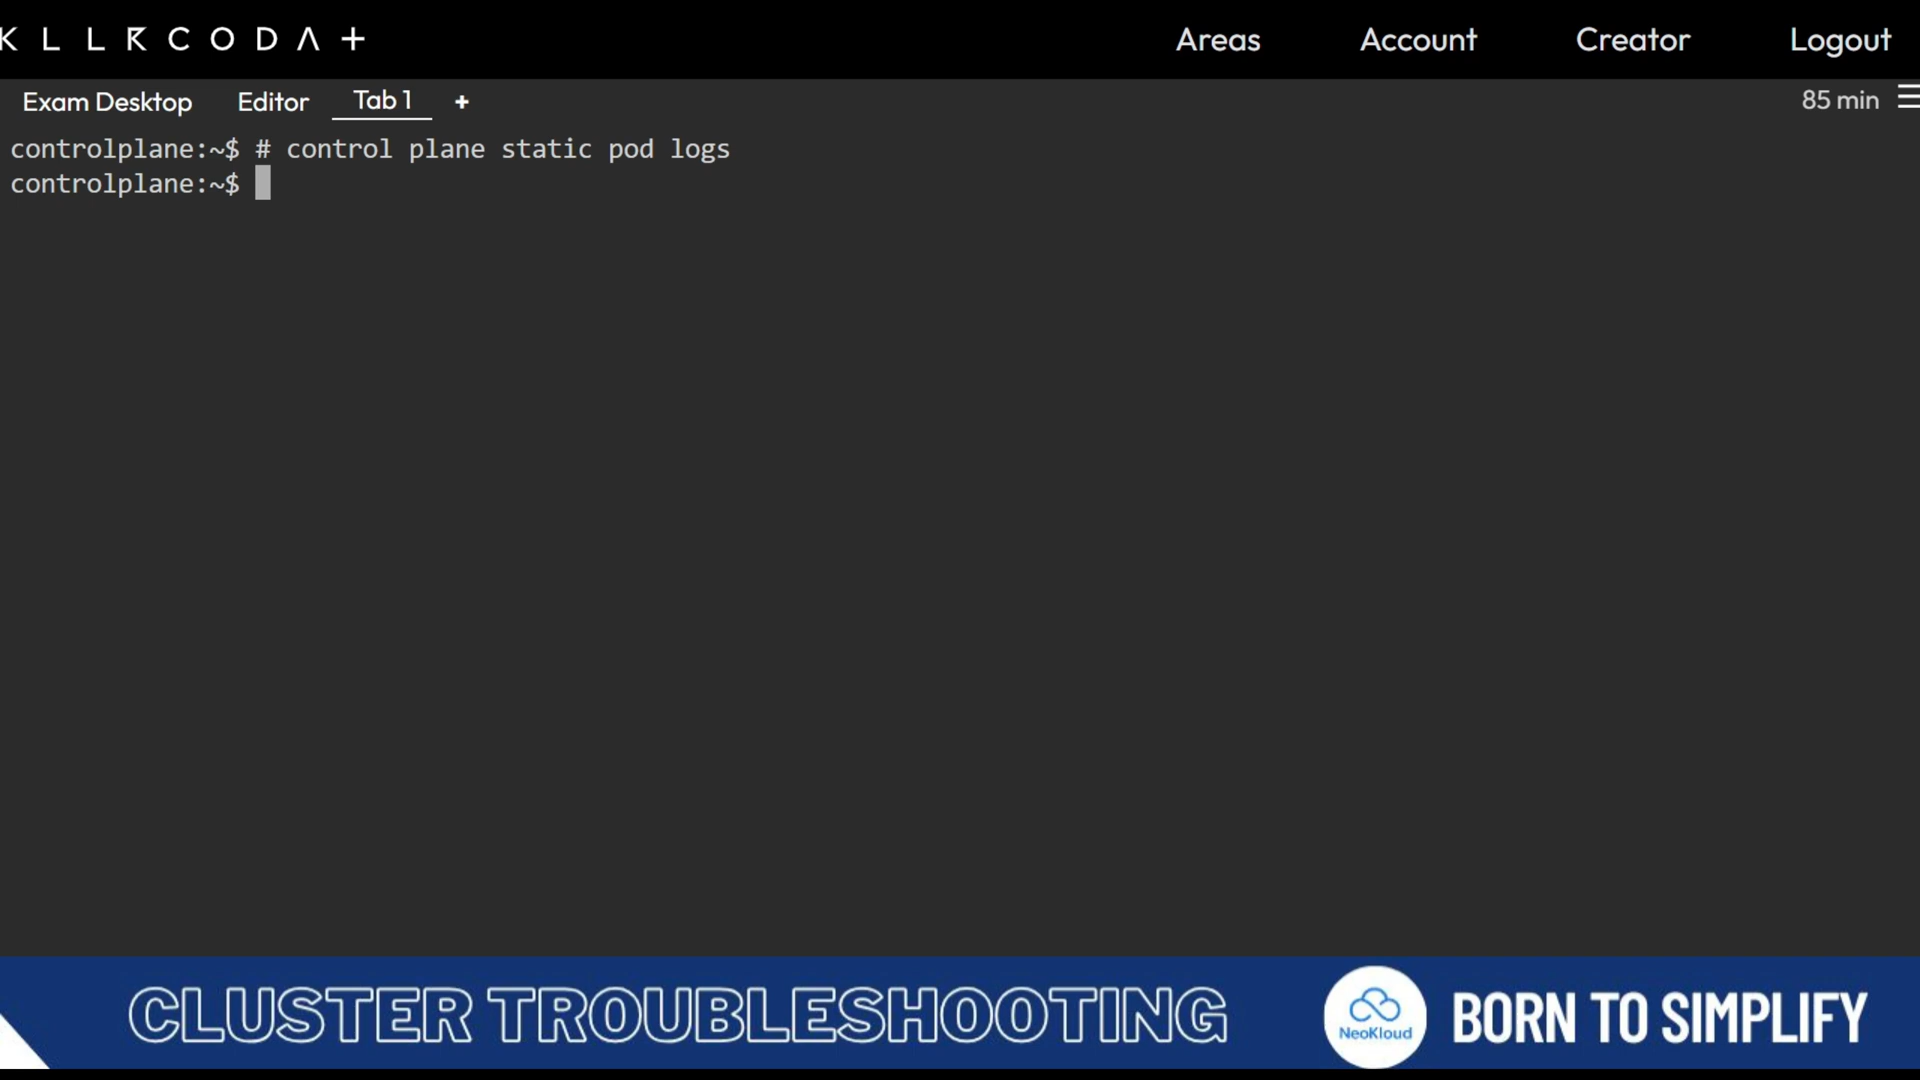 KLLRCODA+
Areas Account Creator Logout
Exam Desktop Editor Tab 1 + 85 min
controlplane:~$ # control plane static pod logs
controlplane:~$
CLUSTER TROUBLESHOOTING
NeoKloud
BORN TO SIMPLIFY